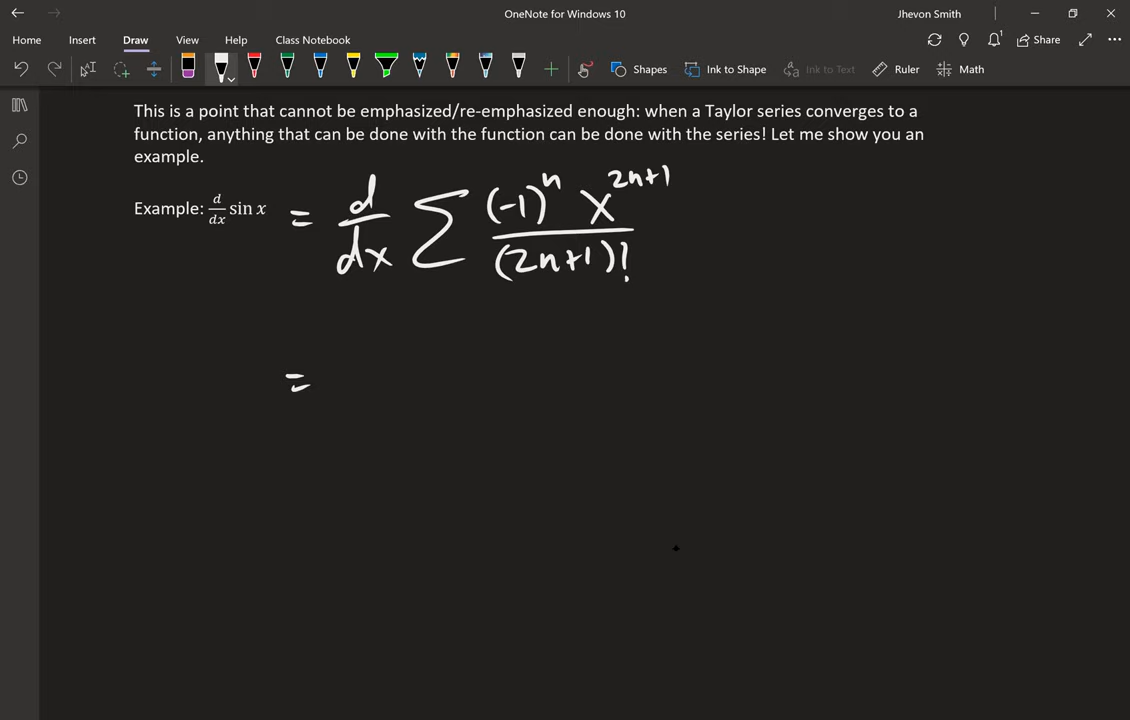 OneNote for Windows 10
Jhevon Smith
Home Insert Draw View Help Class Notebook
Share
Shapes Ink to Shape Ink to Text Ruler Math
This is a point that cannot be emphasized/re-emphasized enough: when a Taylor series converges to a
function, anything that can be done with the function can be done with the series! Let me show you an
example.
Example: d/dx sin x = d/dx ∑ (-1)^n x^(2n+1) / (2n+1)!
=